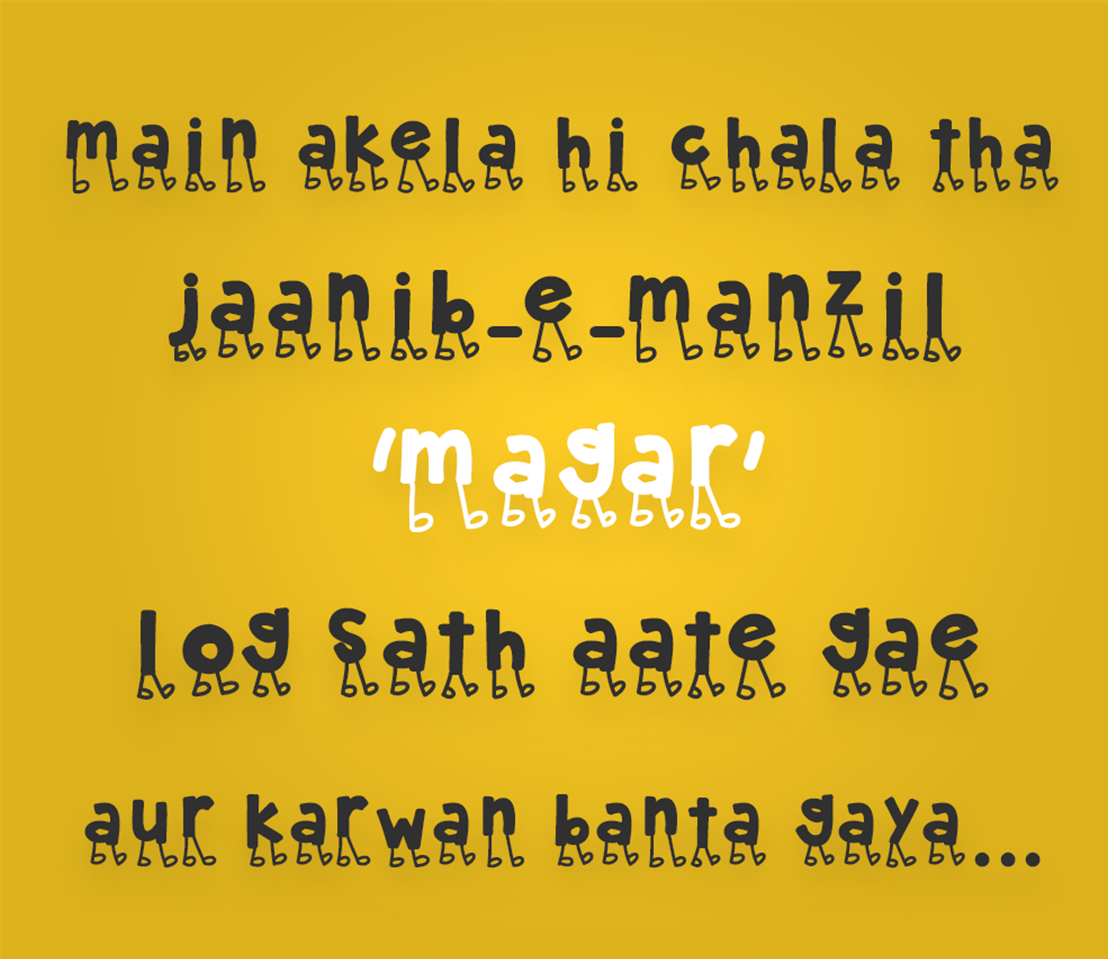 main akela hi chala tha
jaanib-e-manzil
'magar'
log sath aate gae
aur karwan banta gaya...